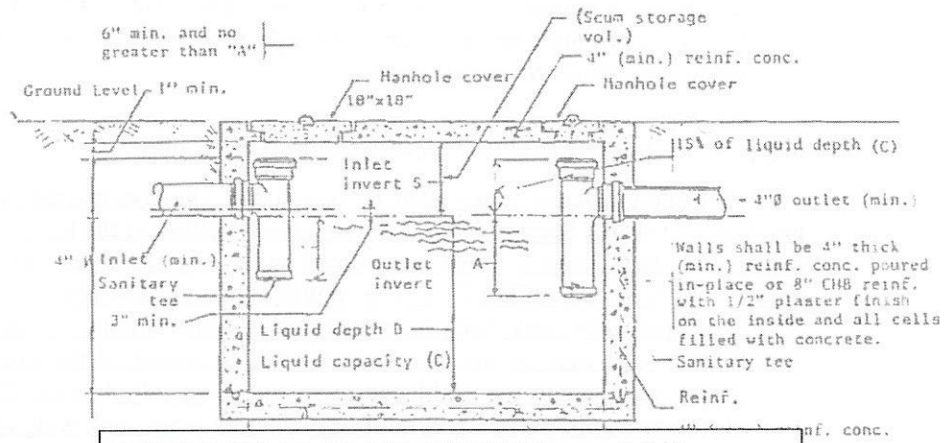 6" min. and no
greater than "A"
(Scum storage
vol.)
4" (min.) reinf. conc.
Manhole cover
18"x18"
Manhole cover
Ground Level
1" min.
Inlet
invert S
15% of liquid depth (C)
4"Ø outlet (min.)
4" Ø Inlet (min.)
Sanitary
tee
3" min.
Outlet
invert
A
Liquid depth D
Liquid capacity (C)
Walls shall be 4" thick
(min.) reinf. conc. poured
in-place or 8" CHB reinf.
with 1/2" plaster finish
on the inside and all cells
filled with concrete.
Sanitary tee
Reinf.
nf. conc.